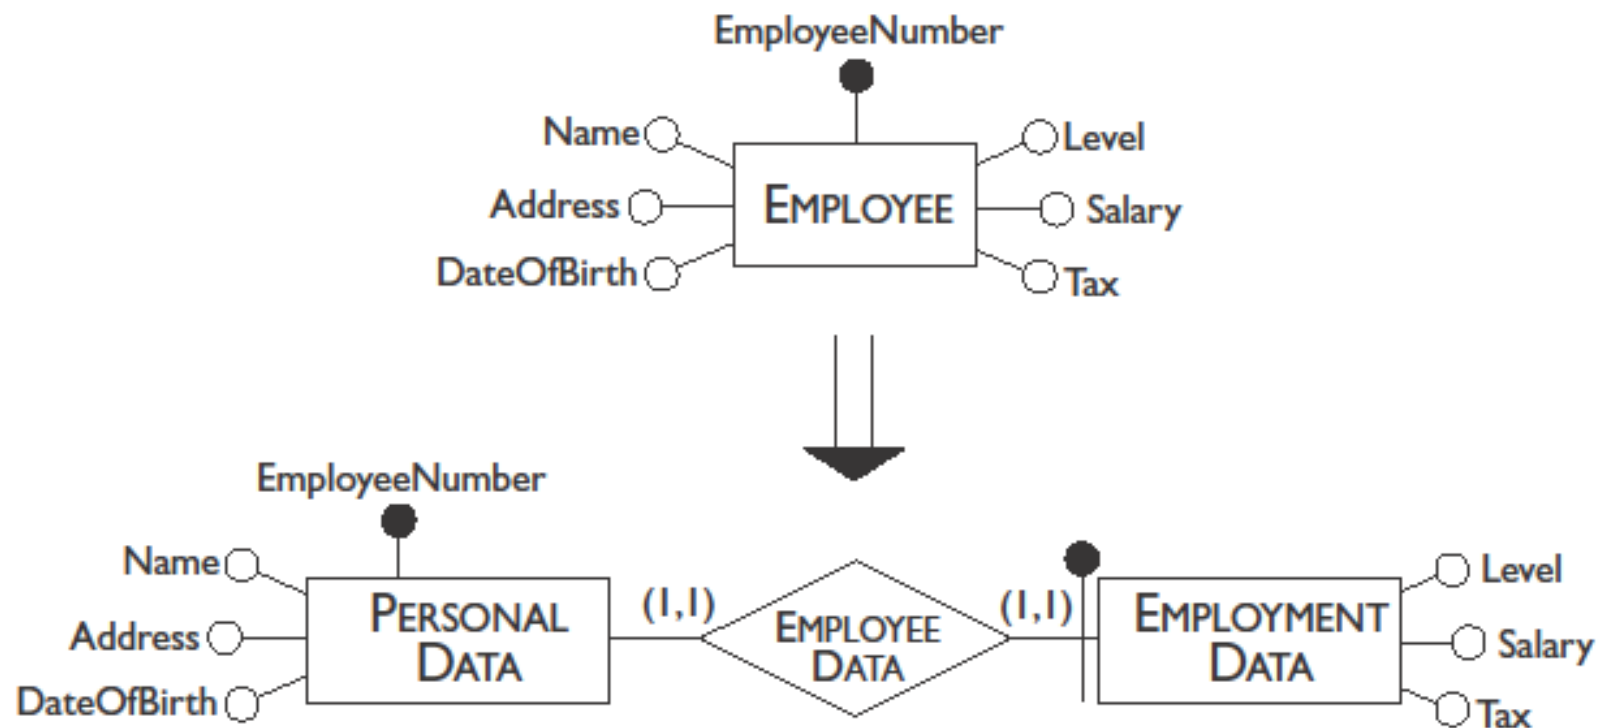 EmployeeNumber
Name
Level
Address
EMPLOYEE
Salary
DateOfBirth
Tax
EmployeeNumber
Name
Level
(1,1)
(1,1)
PERSONAL
DATA
EMPLOYEE
DATA
EMPLOYMENT
DATA
Address
Salary
DateOfBirth
Tax